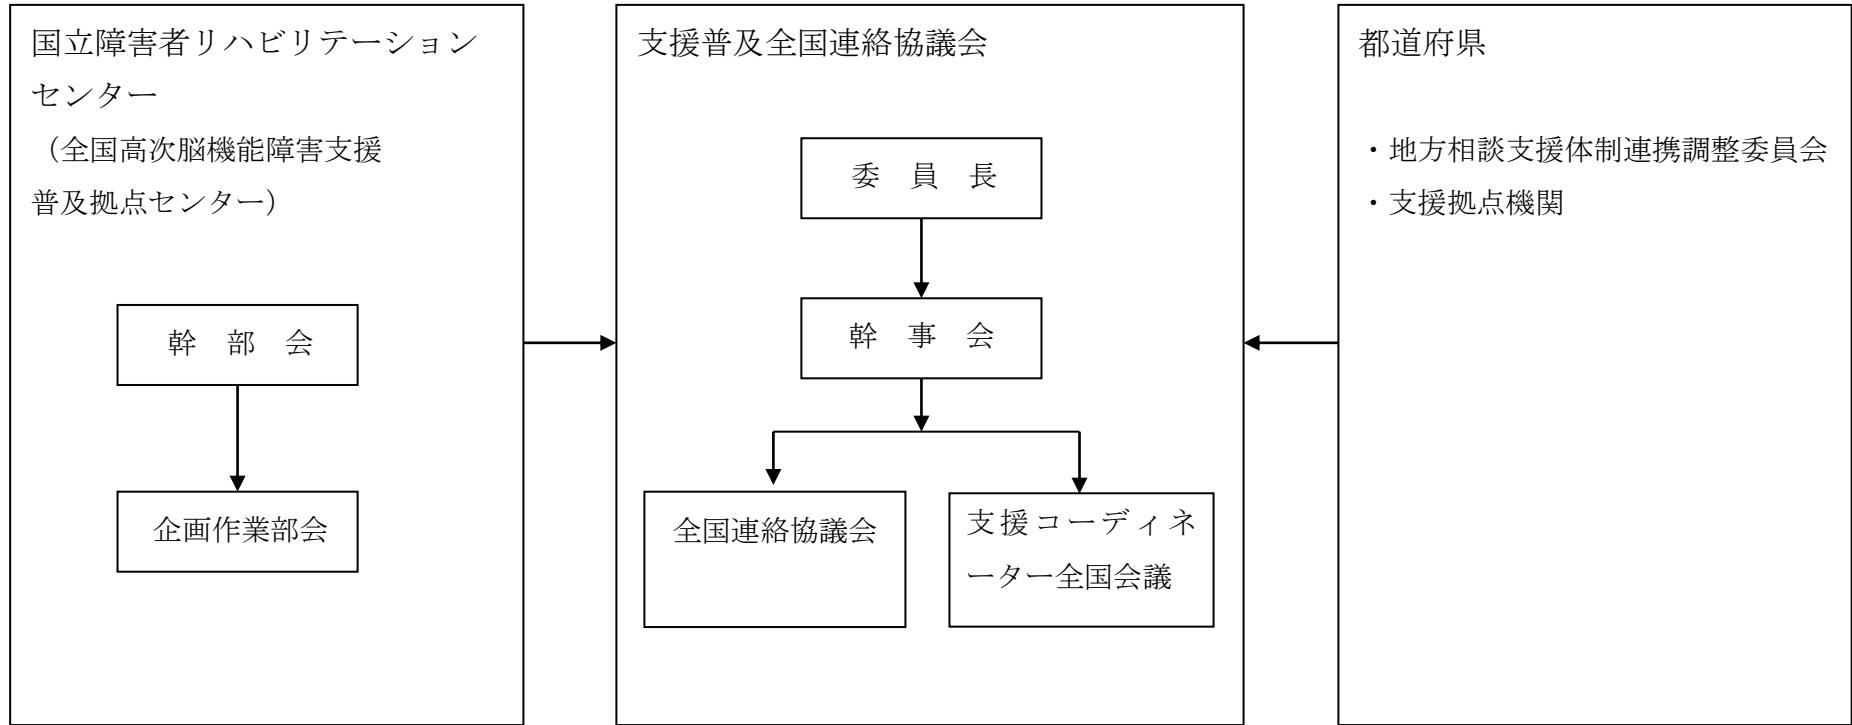 国立障害者リハビリテーション
センター
（全国高次脳機能障害支援
普及拠点センター）
幹　部　会
企画作業部会
支援普及全国連絡協議会
委　員　長
幹　事　会
全国連絡協議会
支援コーディネ
ーター全国会議
都道府県
・地方相談支援体制連携調整委員会
・支援拠点機関